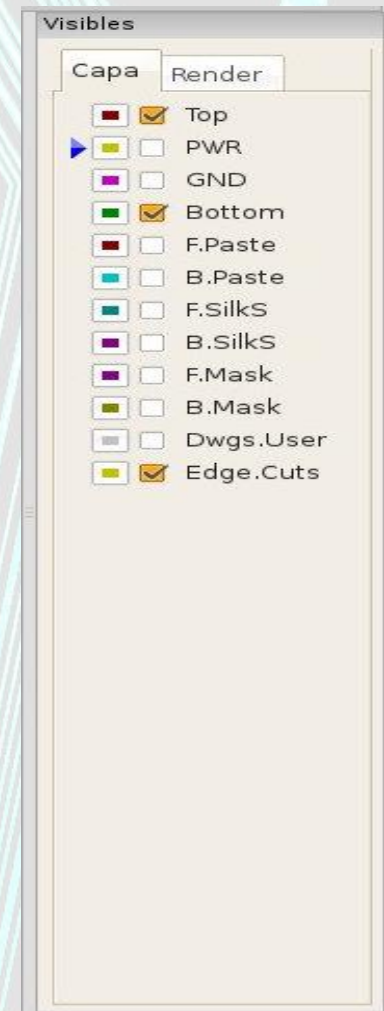 Visibles
Capa Render
Top
PWR
GND
Bottom
F.Paste
B.Paste
F.SilkS
B.SilkS
F.Mask
B.Mask
Dwgs.User
Edge.Cuts